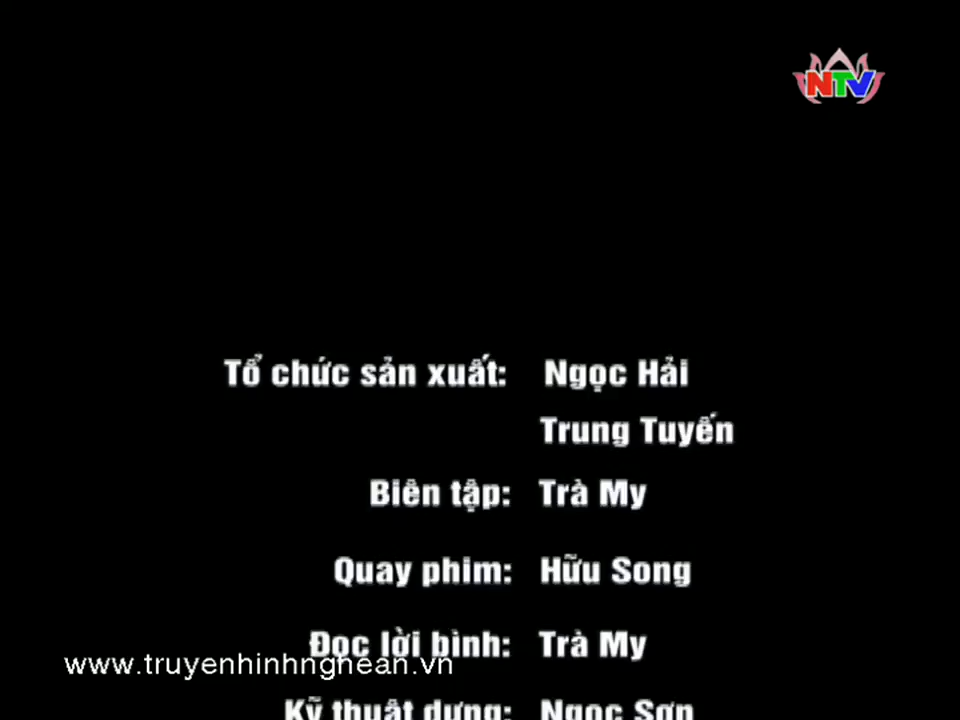 NTV
Tổ chức sản xuất: Ngọc Hải
Trung Tuyến
Biên tập: Trà My
Quay phim: Hữu Song
Đọc lời bình: Trà My
www.truyenhinhnghean.vn
Kỹ thuật dựng: Ngọc Sơn